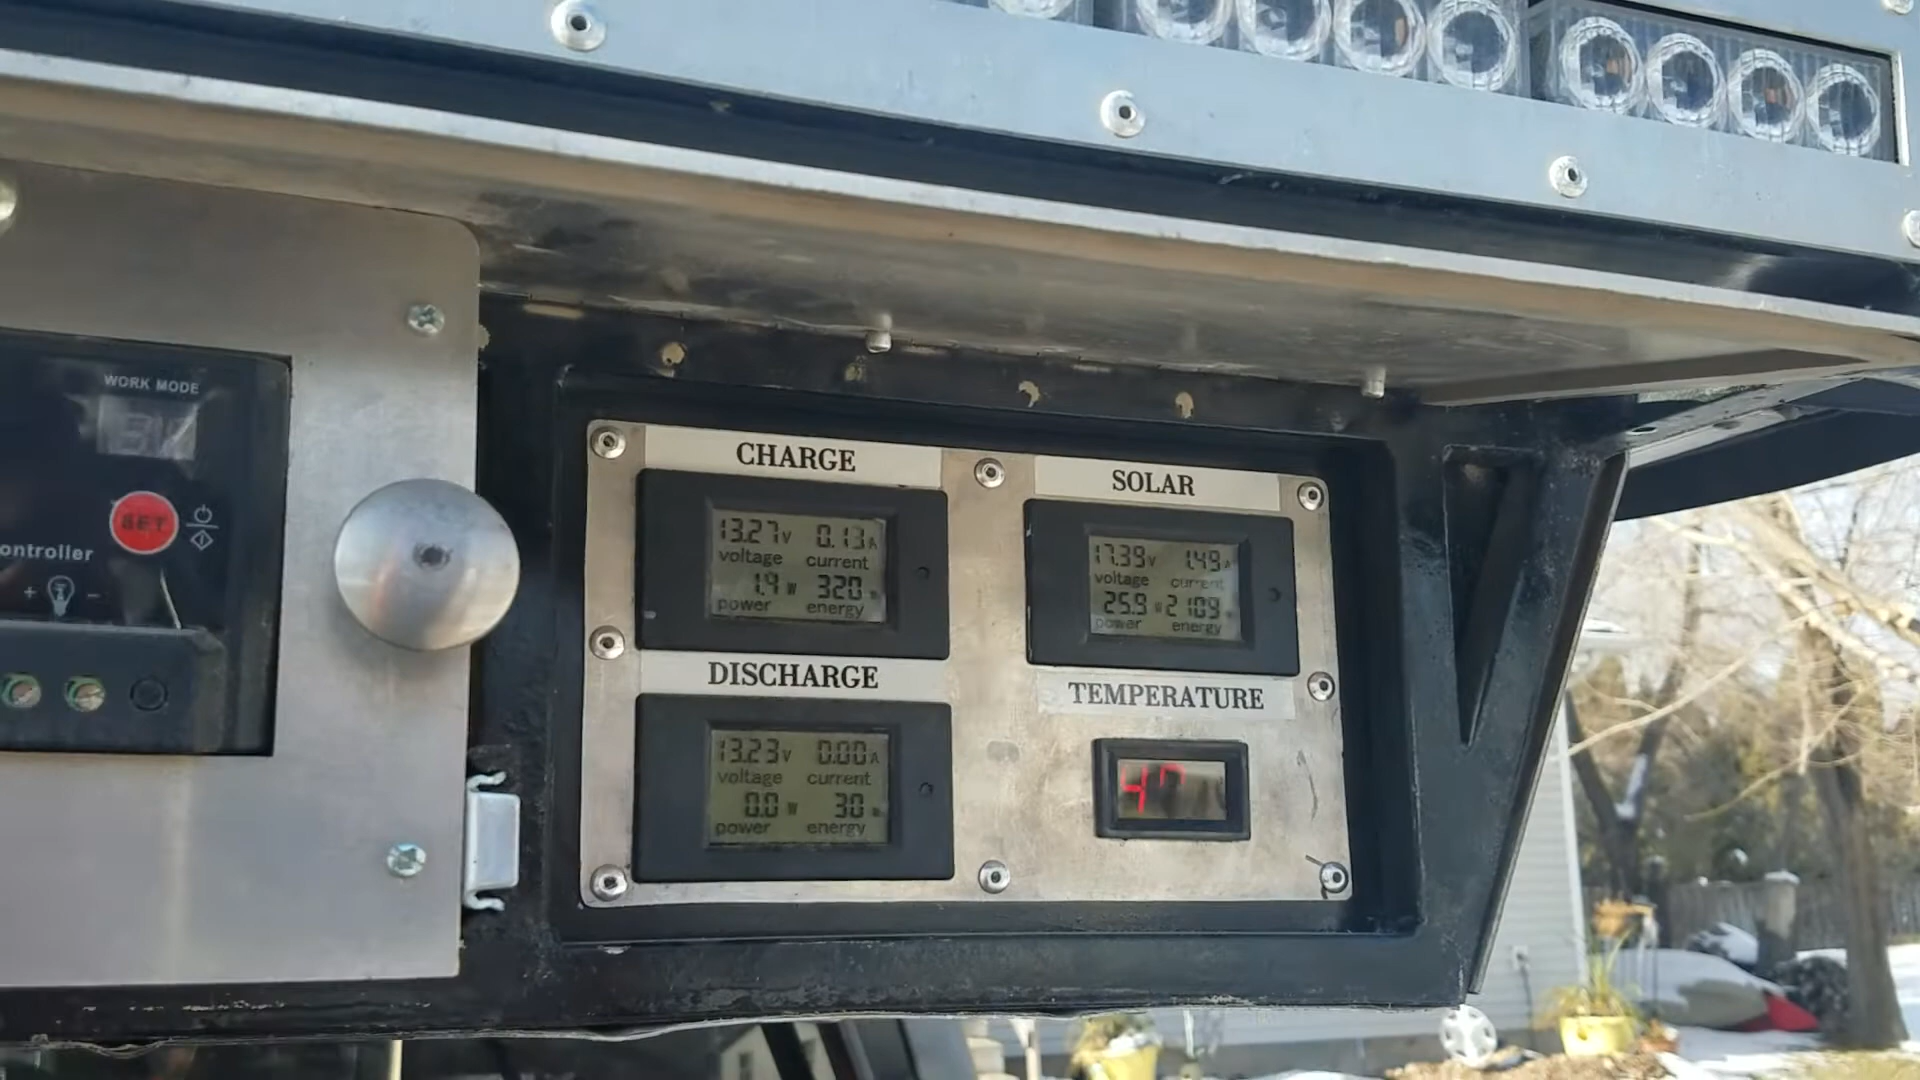 WORK MODE
SET
ontroller
+ -
CHARGE
13.27V 0.13A
voltage current
1.9W 320
power energy
SOLAR
17.39V 1.49A
voltage current
25.9W 2109
power energy
DISCHARGE
13.23V 0.00A
voltage current
0.0W 30
power energy
TEMPERATURE